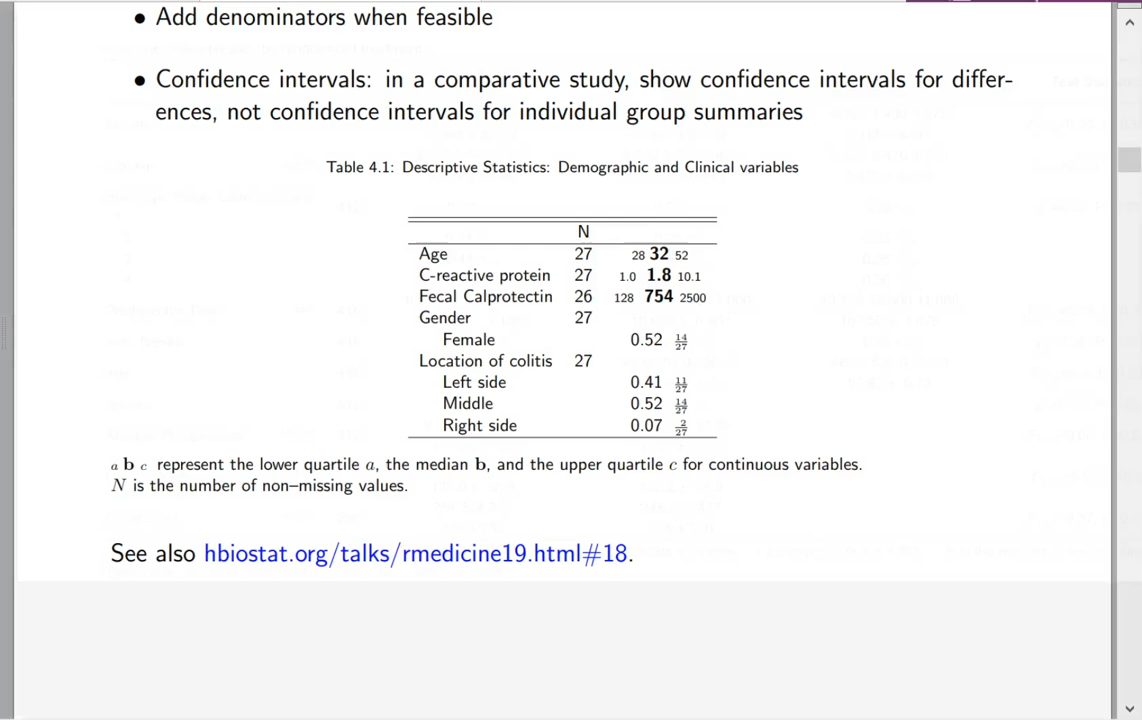 • Add denominators when feasible
• Confidence intervals: in a comparative study, show confidence intervals for differ-
ences, not confidence intervals for individual group summaries
Table 4.1: Descriptive Statistics: Demographic and Clinical variables
N
Age 27 28 32 52
C-reactive protein 27 1.0 1.8 10.1
Fecal Calprotectin 26 128 754 2500
Gender 27
Female 0.52 14/27
Location of colitis 27
Left side 0.41 11/27
Middle 0.52 14/27
Right side 0.07 2/27
a b c represent the lower quartile a, the median b, and the upper quartile c for continuous variables.
N is the number of non–missing values.
See also hbiostat.org/talks/rmedicine19.html#18.